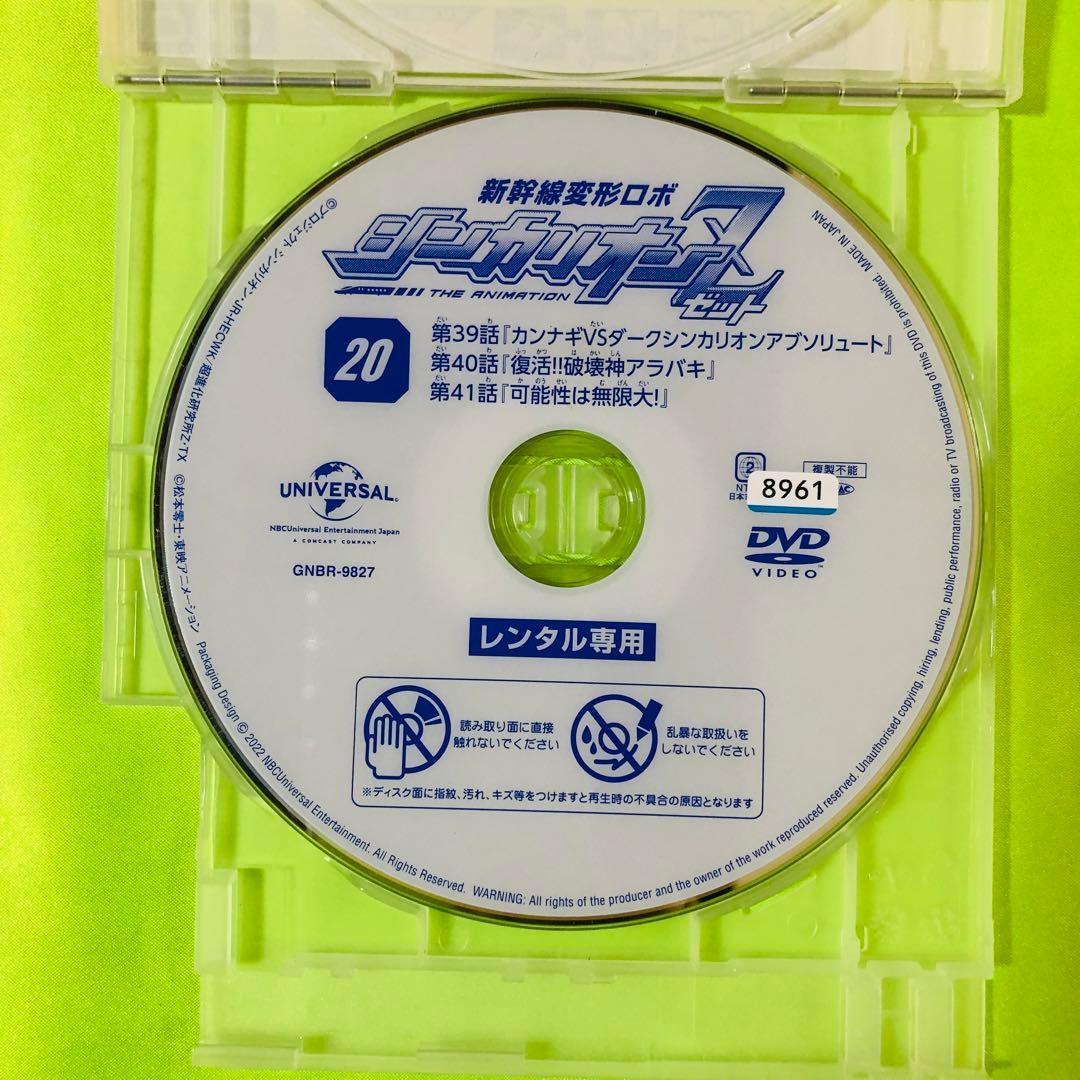 新幹線変形ロボ
シンカリオンZ
ゼット
THE ANIMATION
20
第39話『カンナギVSダークシンカリオンアブソリュート』
第40話『復活!!破壊神アラバキ』
第41話『可能性は無限大!』
UNIVERSAL
NBCUniversal Entertainment Japan
A COMCAST COMPANY
GNBR-9827
2
複製不能
8961
DVD
VIDEO
レンタル専用
読み取り面に直接
触れないでください
乱暴な取扱いを
しないでください
※ディスク面に指紋、汚れ、キズ等をつけますと再生時の不具合の原因となります
©プロジェクト シンカリオン・JR-HECWK/超進化研究所Z・TX ©松本零士・東映アニメーション Packaging Design © 2022 NBCUniversal Entertainment. All Rights Reserved. WARNING: All rights of the producer and the owner of the work reproduced reserved. Unauthorised copying, hiring, lending, public performance, radio or TV broadcasting of this DVD is prohibited. MADE IN JAPAN